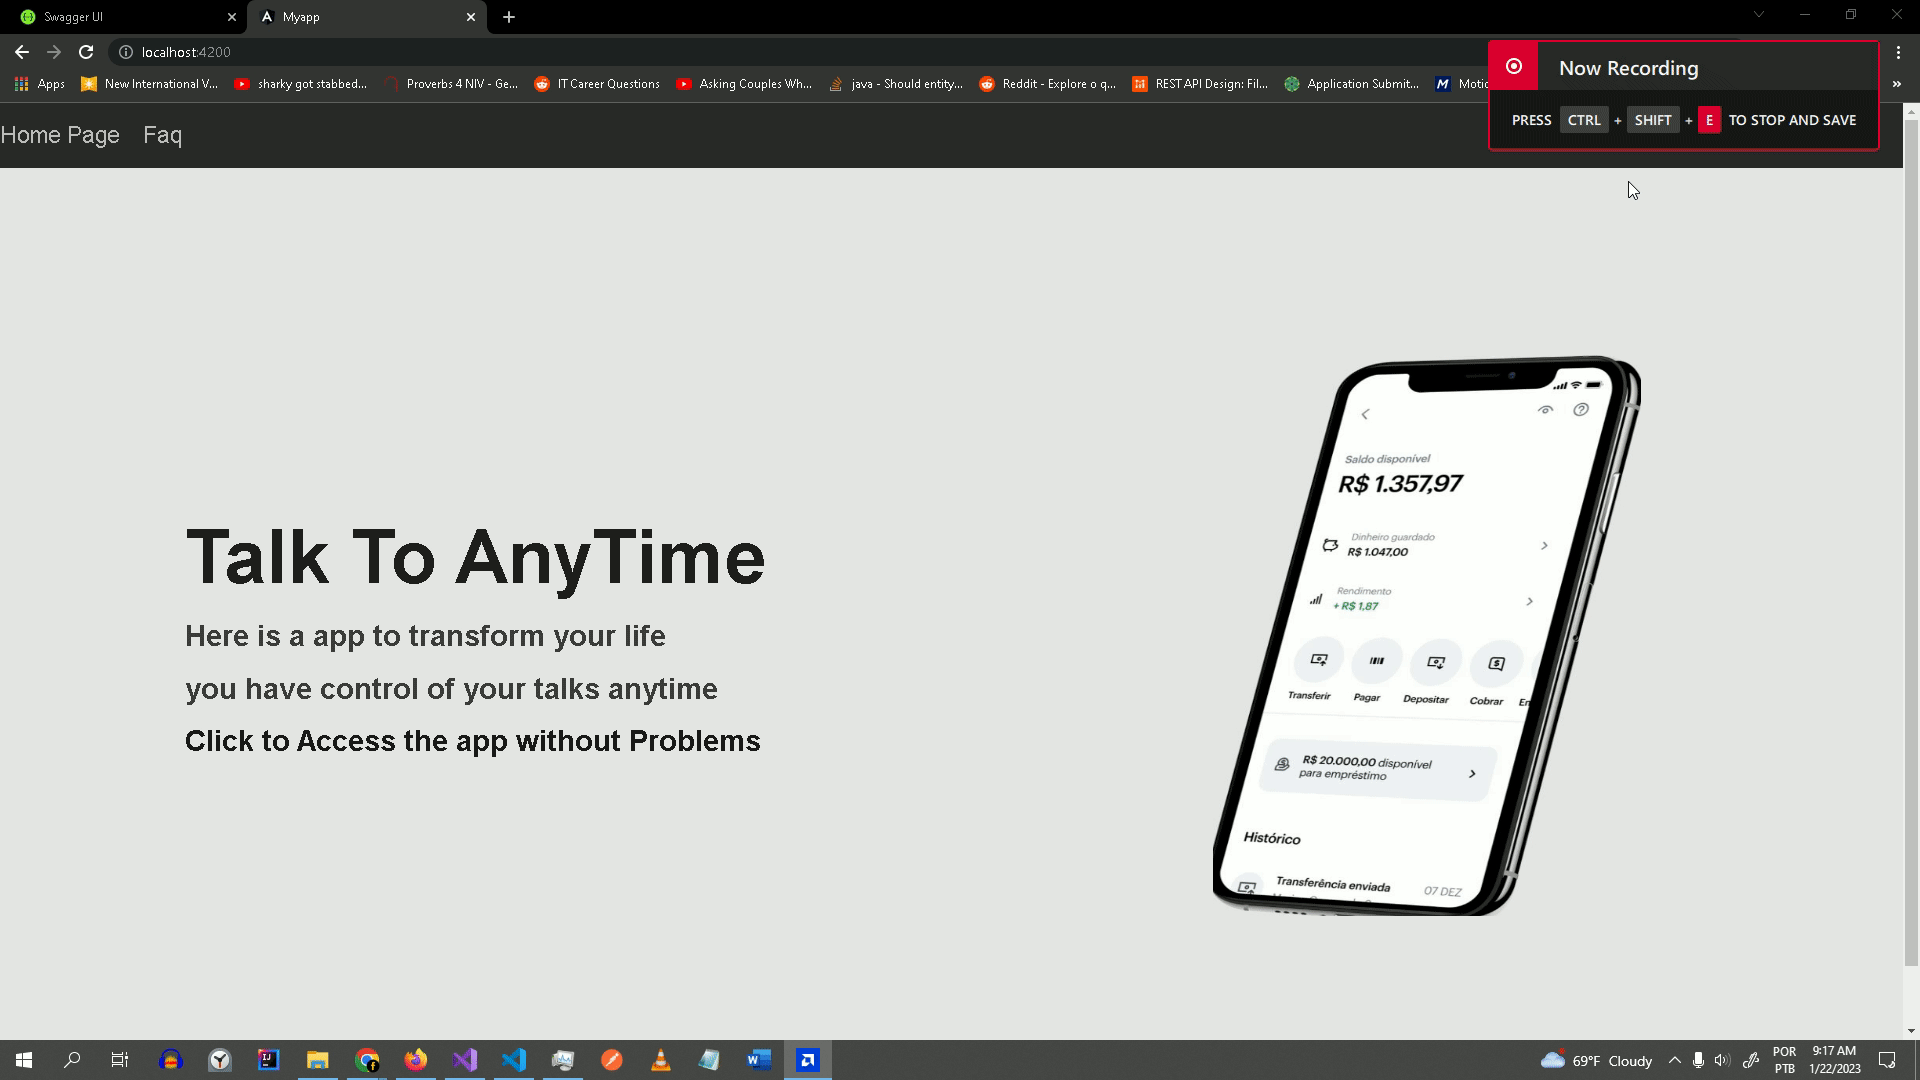 Swagger UI
Myapp
localhost:4200
Apps
New International V...
sharky got stabbed...
Proverbs 4 NIV - Ge...
IT Career Questions
Asking Couples Wh...
java - Should entity...
Reddit - Explore o q...
REST API Design: Fil...
Application Submit...
Now Recording
PRESS CTRL + SHIFT + E TO STOP AND SAVE
Home Page Faq
Talk To AnyTime
Here is a app to transform your life
you have control of your talks anytime
Click to Access the app without Problems
Saldo disponível
R$ 1.357,97
Dinheiro guardado
R$ 1.047,00
Rendimento
+ R$ 1,87
Transferir
Pagar
Depositar
Cobrar
R$ 20.000,00 disponível
para empréstimo
Histórico
Transferência enviada
07 DEZ
69°F Cloudy
POR
PTB
9:17 AM
1/22/2023